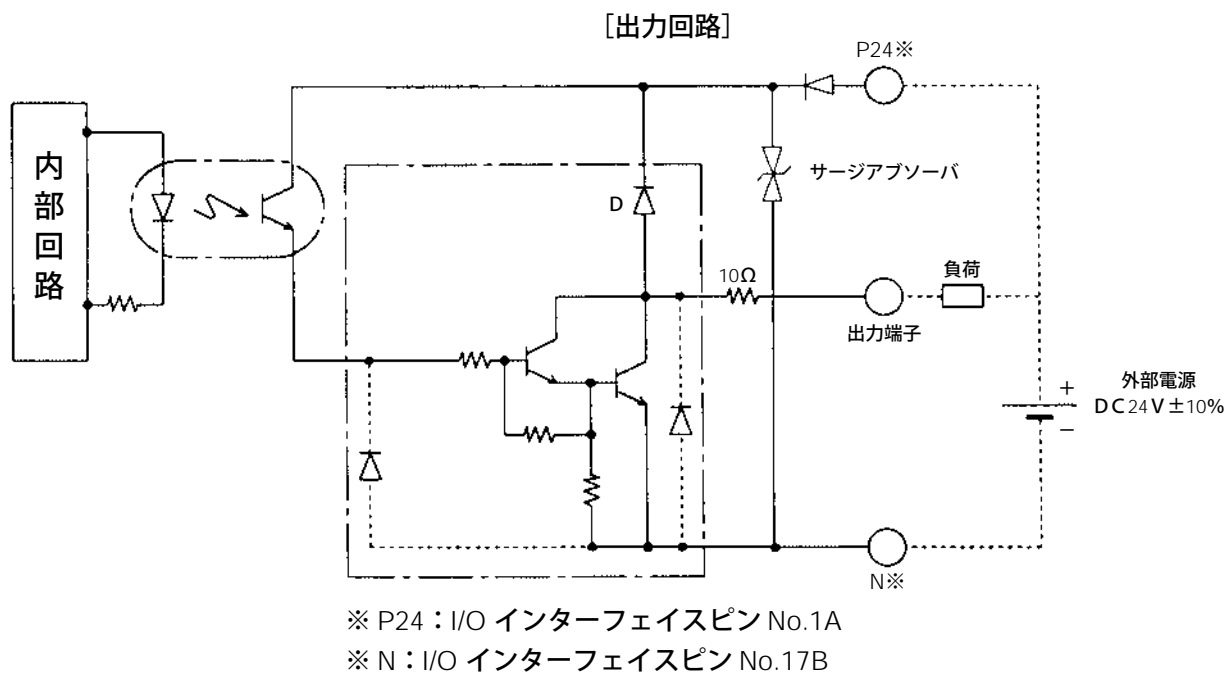 [出力回路]
P24※
内部回路
サージアブソーバ
D
10Ω
負荷
出力端子
+
外部電源
DC24V±10%
−
N※
※ P24：I/O インターフェイスピン No.1A
※ N：I/O インターフェイスピン No.17B